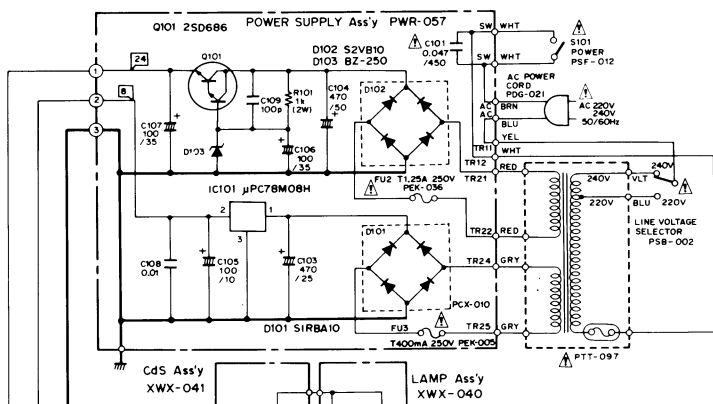 POWER SUPPLY Ass'y PWR-057
Q101 2SD686
24
Q101
D102 S2VB10
D103 BZ-250
C101
0.047
/450
SW
WHT
SW
WHT
S101
POWER
PSF-012
1
2
3
8
C109
100p
R101
1k
(2W)
C104
470
/50
D102
AC POWER
CORD
PDG-021
AC
BRN
AC
BLU
AC 220V
240V
50/60Hz
YEL
C107
100
/35
D103
C106
100
/35
TR11
WHT
TR12
RED
TR21
FU2 T1.25A 250V
PEK-036
IC101 μPC78M08H
240V
VLT
240V
220V
BLU
220V
LINE VOLTAGE
SELECTOR
PSB-002
2
1
3
D101
TR22
RED
TR24
GRY
C108
0.01
C105
100
/10
C103
470
/25
PCX-010
D101 SIRBA10
FU3
T400mA 250V PEK-005
TR25
GRY
PTT-097
CdS Ass'y
XWX-041
LAMP Ass'y
XWX-040